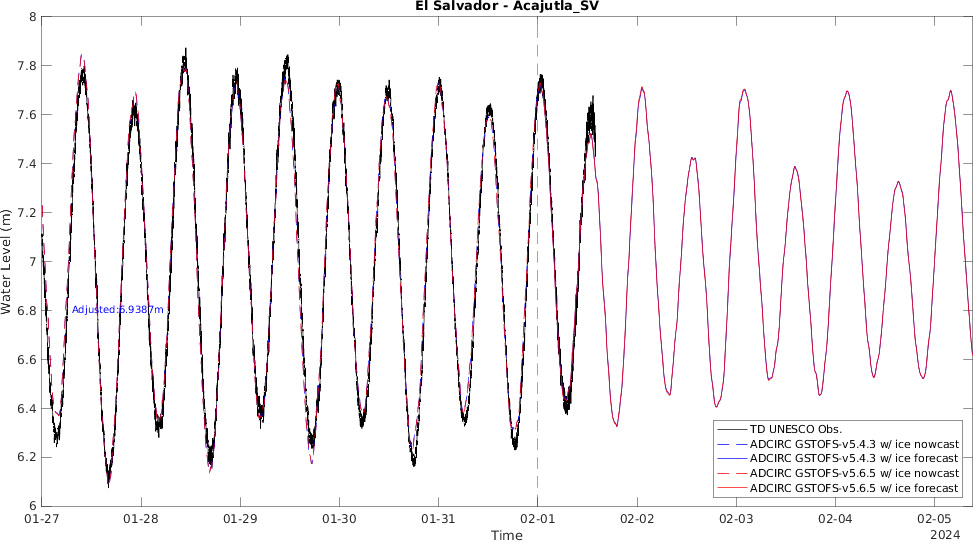 El Salvador - Acajutla_SV
8
7.8
7.6
7.4
7.2
7
6.8
6.6
6.4
6.2
6
Water Level (m)
Adjusted:6.9387m
TD UNESCO Obs.
ADCIRC GSTOFS-v5.4.3 w/ ice nowcast
ADCIRC GSTOFS-v5.4.3 w/ ice forecast
ADCIRC GSTOFS-v5.6.5 w/ ice nowcast
ADCIRC GSTOFS-v5.6.5 w/ ice forecast
01-27 01-28 01-29 01-30 01-31 02-01 02-02 02-03 02-04 02-05
Time
2024